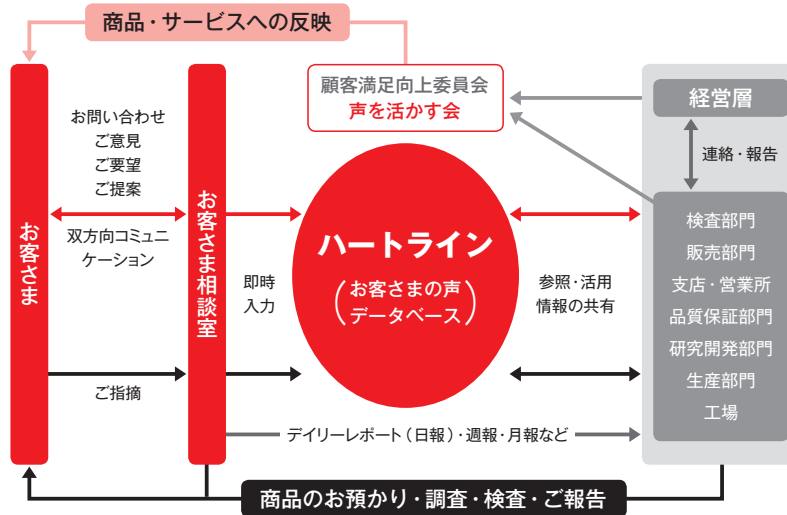 商品・サービスへの反映
顧客満足向上委員会
声を活かす会
経営層
連絡・報告
お問い合わせ
ご意見
ご要望
ご提案
お客さま
双方向コミュニ
ケーション
お客さま相談室
ハートライン
(お客さまの声
データベース)
即時
入力
参照・活用
情報の共有
検査部門
販売部門
支店・営業所
品質保証部門
研究開発部門
生産部門
工場
ご指摘
デイリーレポート(日報)・週報・月報など
商品のお預かり・調査・検査・ご報告